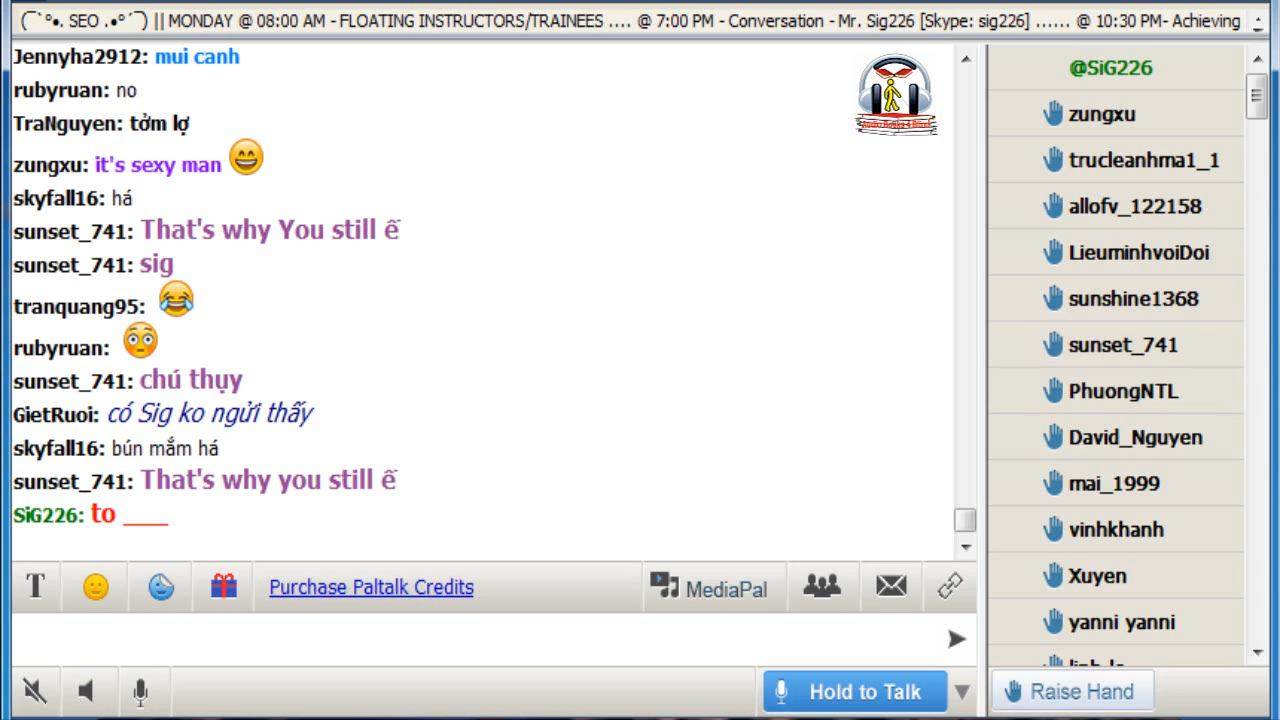 (¯`°•. SEO .•°´¯) || MONDAY @ 08:00 AM - FLOATING INSTRUCTORS/TRAINEES .... @ 7:00 PM - Conversation - Mr. Sig226 [Skype: sig226] ...... @ 10:30 PM- Achieving
Jennyha2912: mui canh
rubyruan: no
TraNguyen: tởm lợ
zungxu: it's sexy man
skyfall16: há
sunset_741: That's why You still ế
sunset_741: sig
tranquang95:
rubyruan:
sunset_741: chú thụy
GietRuoi: có Sig ko ngửi thấy
skyfall16: bún mắm há
sunset_741: That's why you still ế
SiG226: to ____
T
Purchase Paltalk Credits
MediaPal
Hold to Talk
@SiG226
zungxu
trucleanhma1_1
allofv_122158
LieuminhvoiDoi
sunshine1368
sunset_741
PhuongNTL
David_Nguyen
mai_1999
vinhkhanh
Xuyen
yanni yanni
Raise Hand